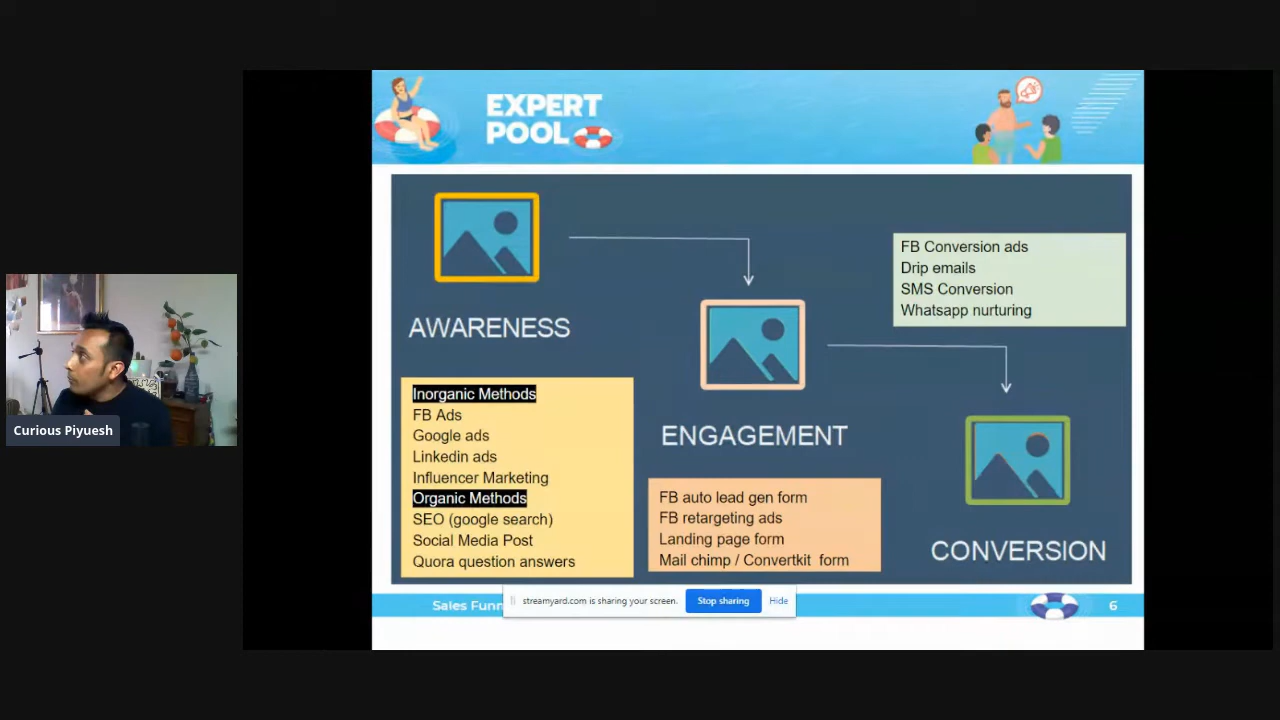 EXPERT
POOL
AWARENESS
Inorganic Methods
FB Ads
Google ads
Linkedin ads
Influencer Marketing
Organic Methods
SEO (google search)
Social Media Post
Quora question answers
ENGAGEMENT
FB auto lead gen form
FB retargeting ads
Landing page form
Mail chimp / Convertkit form
FB Conversion ads
Drip emails
SMS Conversion
Whatsapp nurturing
CONVERSION
Curious Piyuesh
Sales Funn
streamyard.com is sharing your screen.
Stop sharing
Hide
6